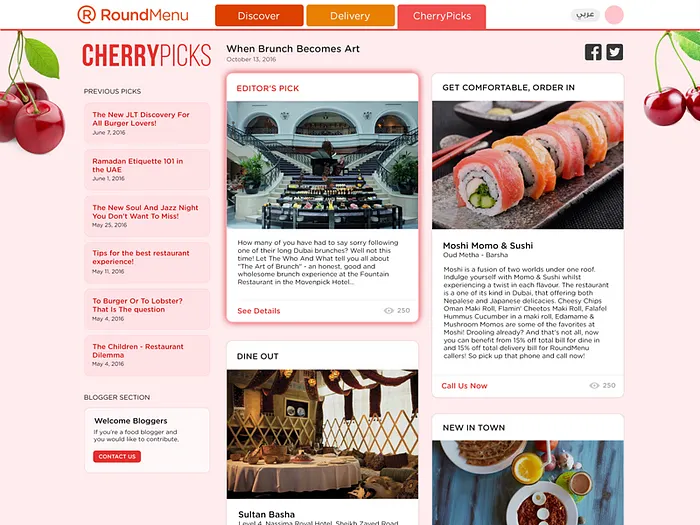 RoundMenu
Discover
Delivery
CherryPicks
عربي
CHERRYPICKS
When Brunch Becomes Art
October 13, 2016
PREVIOUS PICKS
The New JLT Discovery For
All Burger Lovers!
June 7, 2016
Ramadan Etiquette 101 in
the UAE
June 1, 2016
The New Soul And Jazz Night
You Don't Want To Miss!
May 25, 2016
Tips for the best restaurant
experience!
May 11, 2016
To Burger Or To Lobster?
That Is The question
May 4, 2016
The Children - Restaurant
Dilemma
May 4, 2016
BLOGGER SECTION
Welcome Bloggers
If you're a food blogger and
you would like to contribute.
CONTACT US
EDITOR'S PICK
How many of you have had to say sorry following
one of their long Dubai brunches? Well not this
time! Let The Who And What tell you all about
"The Art of Brunch" - an honest, good and
wholesome brunch experience at the Fountain
Restaurant in the Movenpick Hotel...
See Details
250
DINE OUT
Sultan Basha
Level 4, Nassima Royal Hotel, Sheikh Zayed Road
GET COMFORTABLE, ORDER IN
Moshi Momo & Sushi
Oud Metha - Barsha
Moshi is a fusion of two worlds under one roof.
Indulge yourself with Momo & Sushi whilst
experiencing a twist in each flavour. The restaurant
is a one of its kind in Dubai, that offering both
Nepalese and Japanese delicacies. Cheesy Chips
Oman Maki Roll, Flamin' Cheetos Maki Roll, Falafel
Hummus Cucumber in a maki roll, Edamame &
Mushroom Momos are some of the favorites at
Moshi! Drooling already? And that's not all, now
you can benefit from 15% off total bill for dine in
and 15% off total delivery bill for RoundMenu
callers! So pick up that phone and call now!
Call Us Now
250
NEW IN TOWN